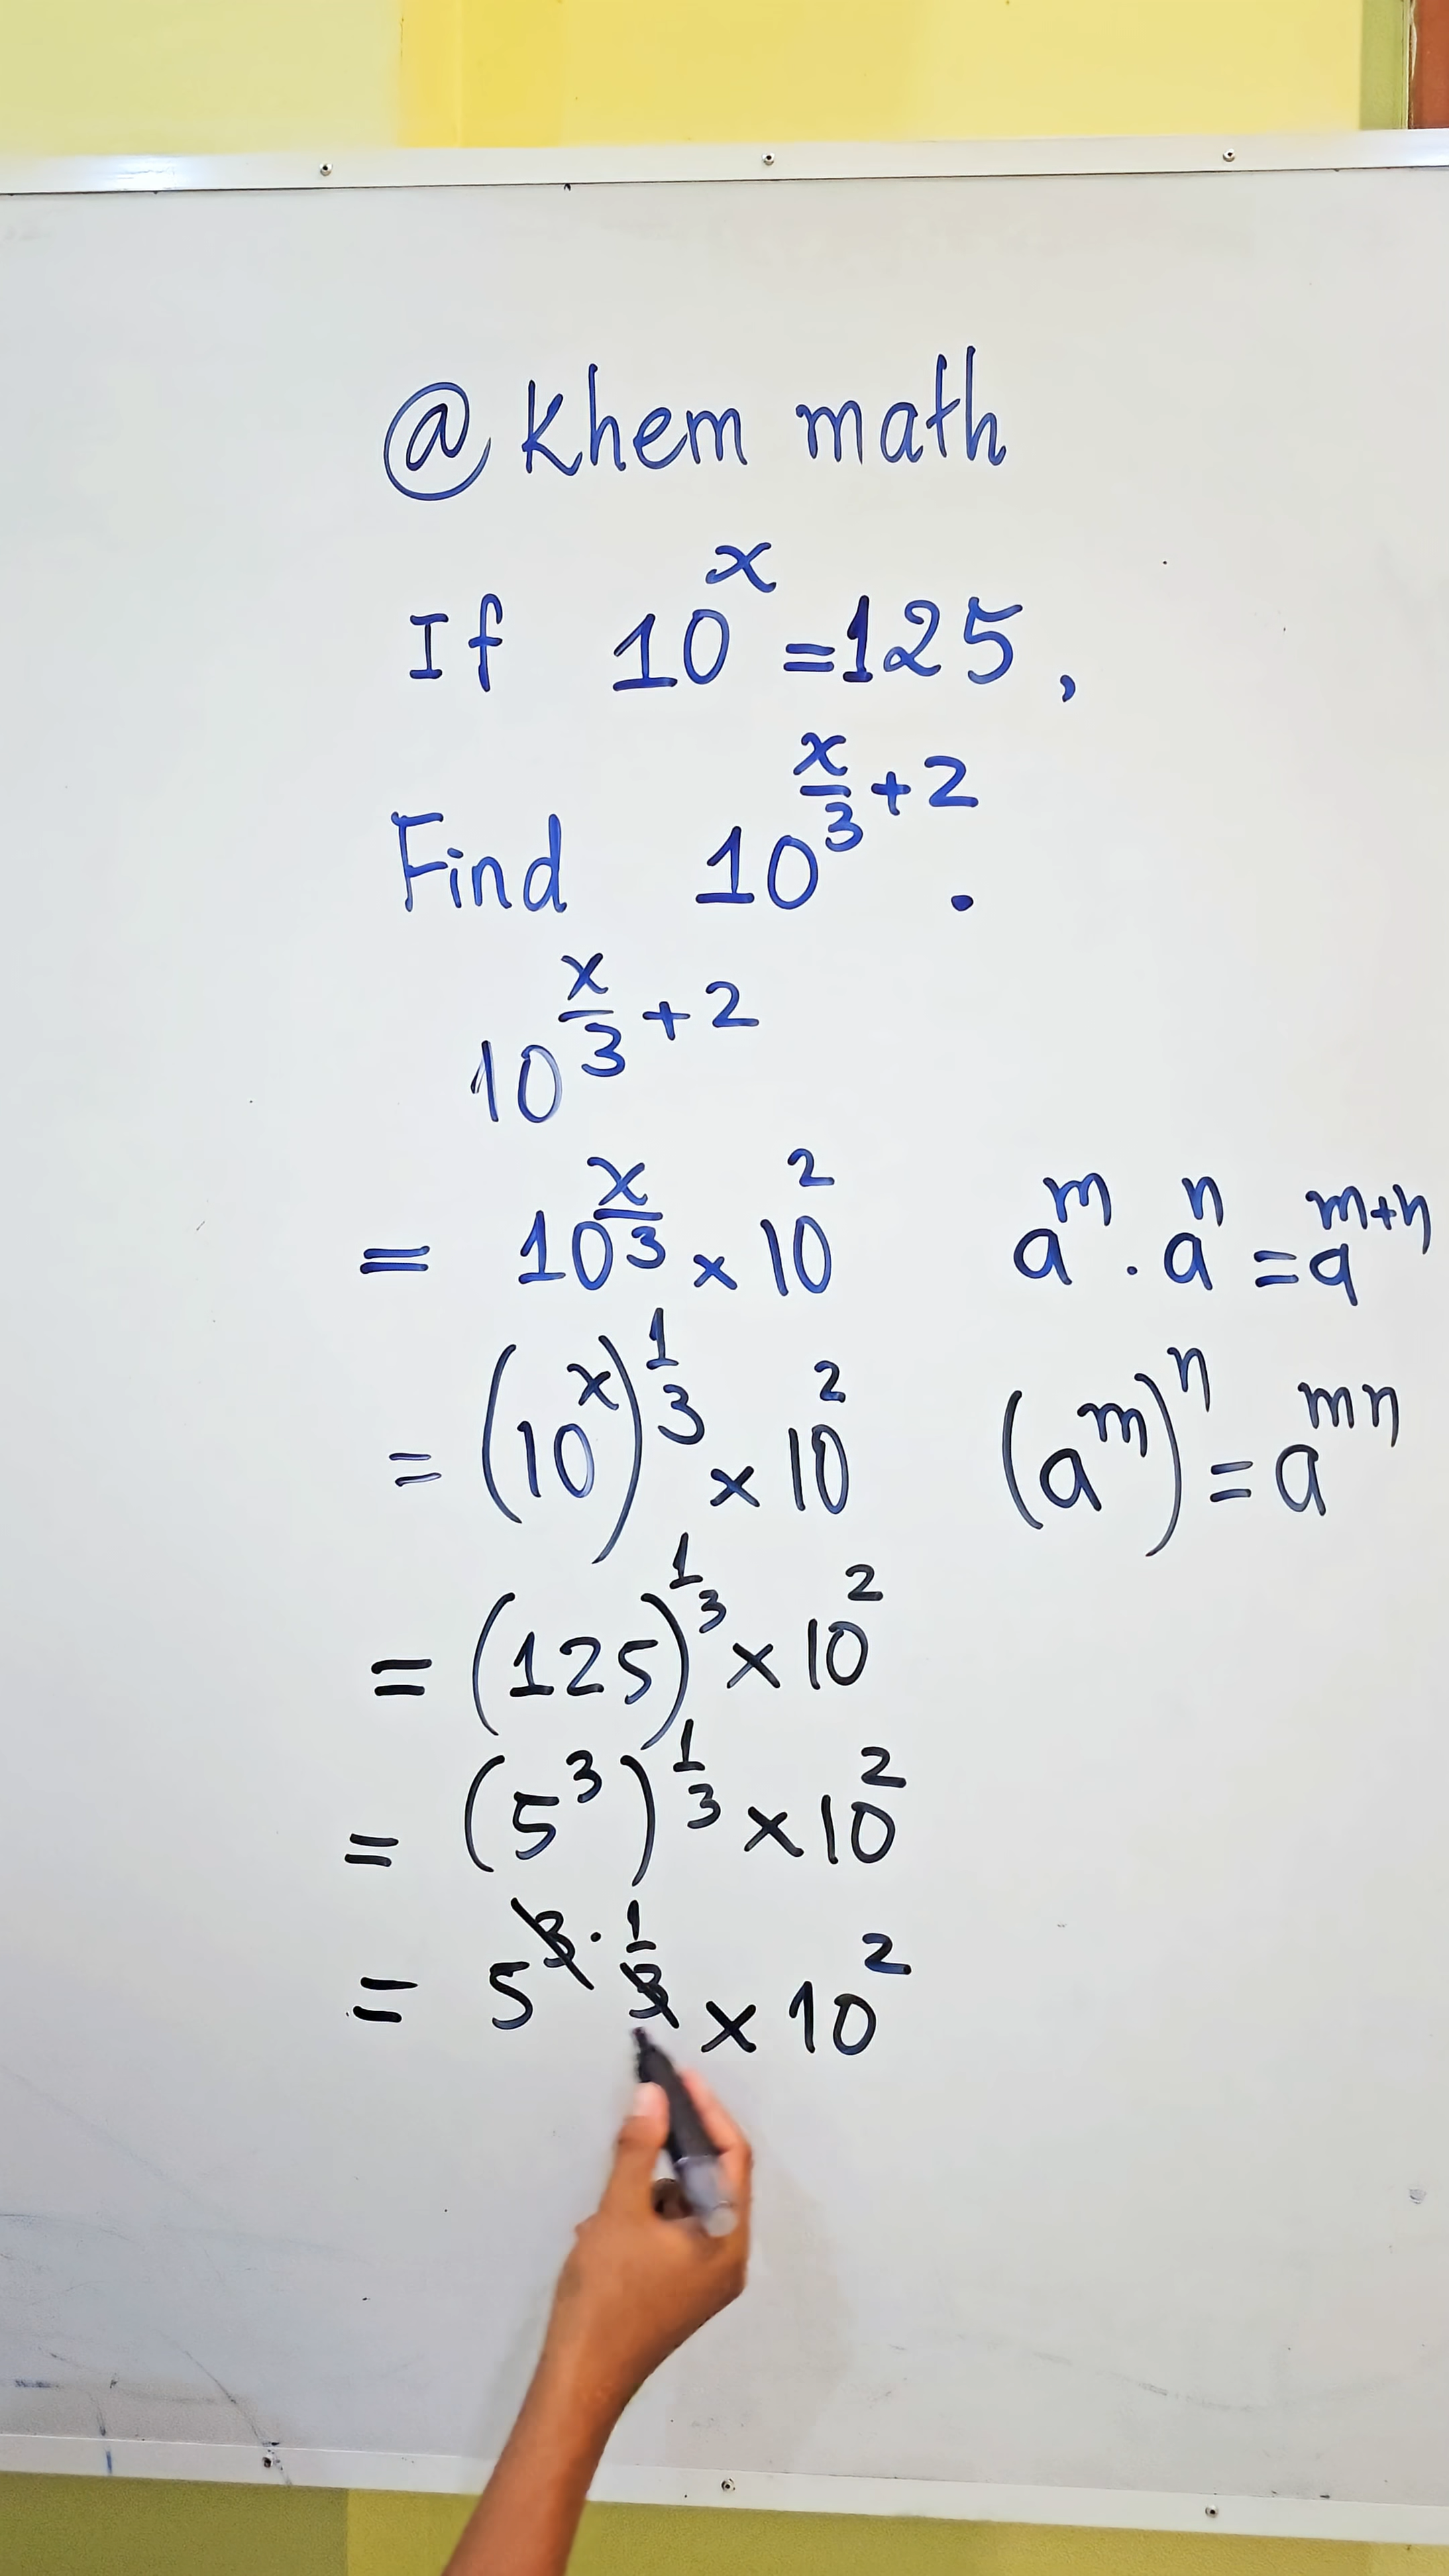 @ Khem math
If 10^x = 125,
Find 10^(x/3 + 2).
10^(x/3 + 2)
= 10^(x/3) × 10^2 a^m . a^n = a^(m+n)
= (10^x)^(1/3) × 10^2 (a^m)^n = a^(mn)
= (125)^(1/3) × 10^2
= (5^3)^(1/3) × 10^2
= 5^(3 · 1/3) × 10^2